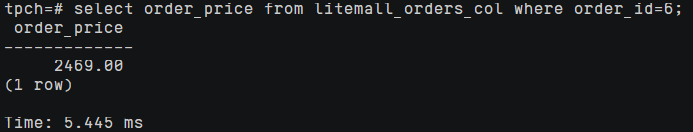 tpch=# select order_price from litemall_orders_col where order_id=6;
 order_price
-------------
     2469.00
(1 row)

Time: 5.445 ms